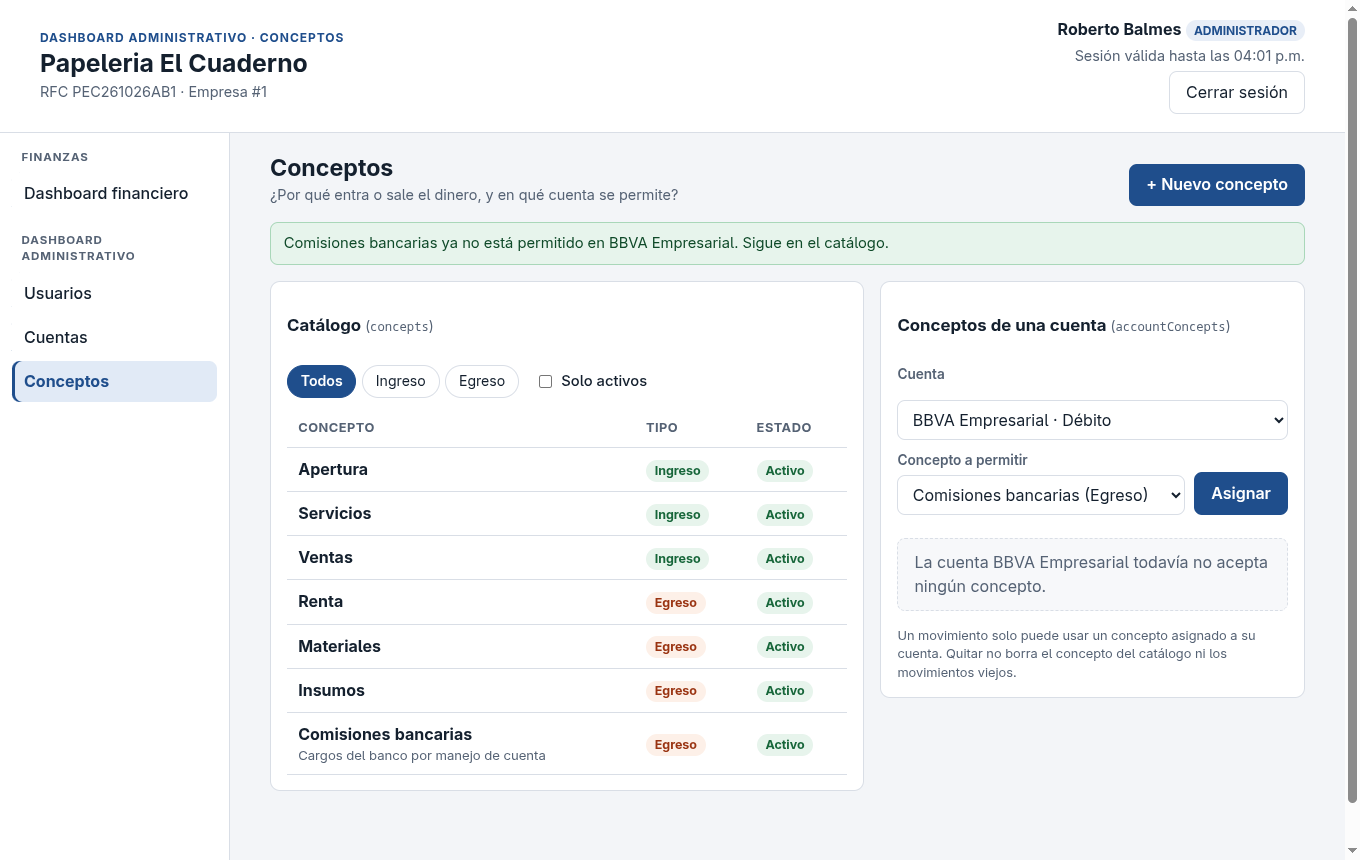 DASHBOARD ADMINISTRATIVO · CONCEPTOS
Papeleria El Cuaderno
RFC PEC261026AB1 · Empresa #1
Roberto Balmes ADMINISTRADOR
Sesión válida hasta las 04:01 p.m.
Cerrar sesión
FINANZAS
Dashboard financiero
DASHBOARD
ADMINISTRATIVO
Usuarios
Cuentas
Conceptos
Conceptos
¿Por qué entra o sale el dinero, y en qué cuenta se permite?
+ Nuevo concepto
Comisiones bancarias ya no está permitido en BBVA Empresarial. Sigue en el catálogo.
Catálogo (concepts)
Todos Ingreso Egreso Solo activos
CONCEPTO TIPO ESTADO
Apertura Ingreso Activo
Servicios Ingreso Activo
Ventas Ingreso Activo
Renta Egreso Activo
Materiales Egreso Activo
Insumos Egreso Activo
Comisiones bancarias Egreso Activo
Cargos del banco por manejo de cuenta
Conceptos de una cuenta (accountConcepts)
Cuenta
BBVA Empresarial · Débito
Concepto a permitir
Comisiones bancarias (Egreso) Asignar
La cuenta BBVA Empresarial todavía no acepta
ningún concepto.
Un movimiento solo puede usar un concepto asignado a su
cuenta. Quitar no borra el concepto del catálogo ni los
movimientos viejos.